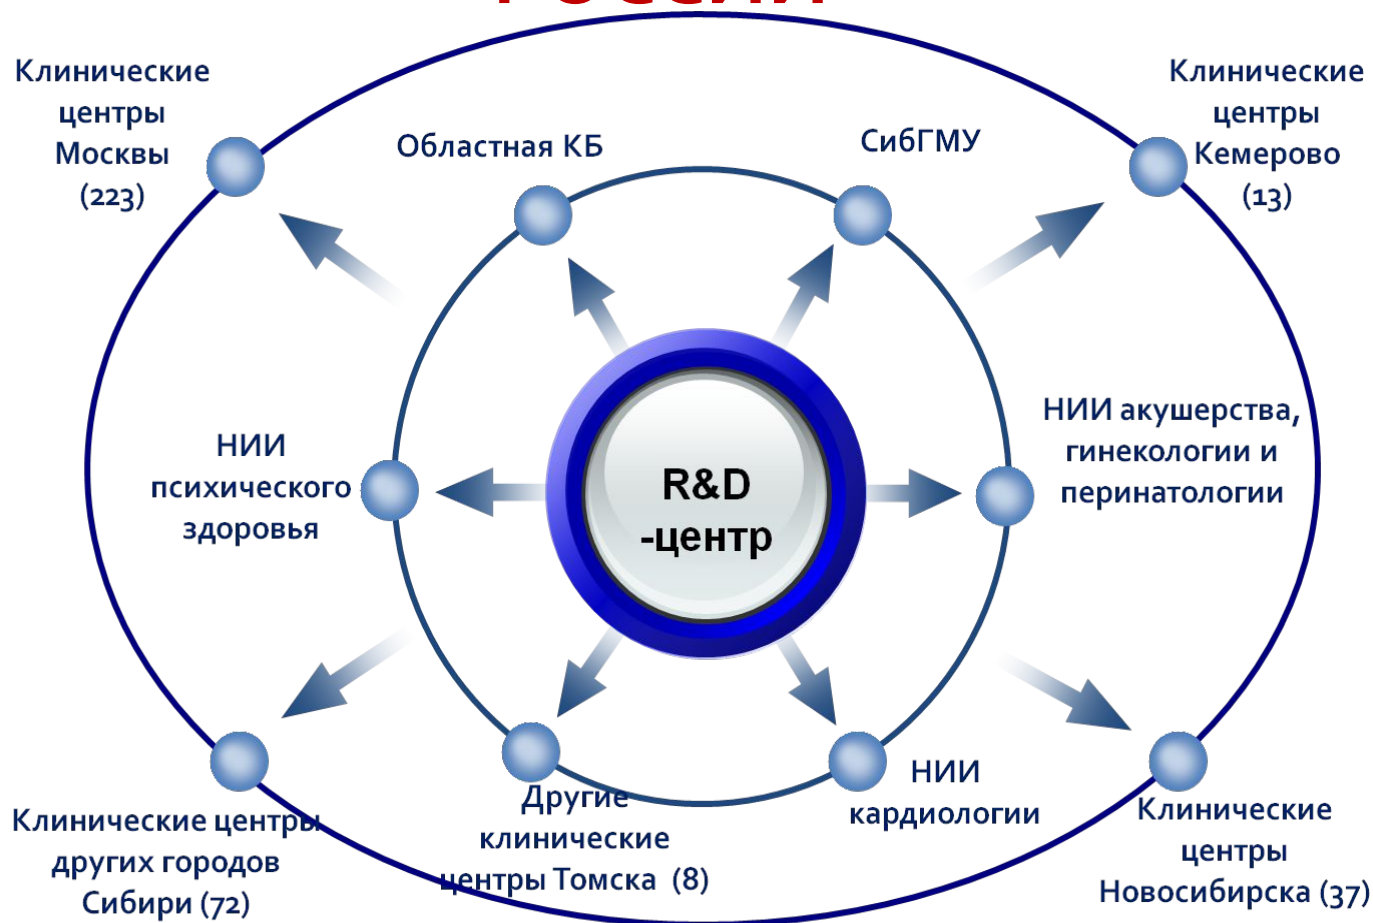 РОССИИ
Клинические
центры
Москвы
(223)
Областная КБ
СибГМУ
Клинические
центры
Кемерово
(13)
НИИ
психического
здоровья
R&D
-центр
НИИ акушерства,
гинекологии и
перинатологии
Клинические центры
других городов
Сибири (72)
Другие
клинические
центры Томска (8)
НИИ
кардиологии
Клинические
центры
Новосибирска (37)